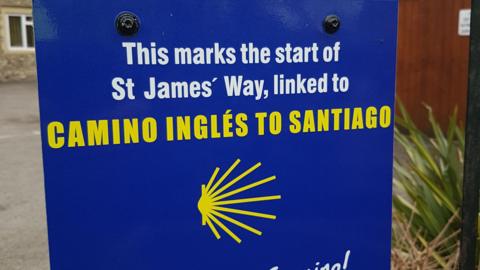 This marks the start of
St James´ Way, linked to
CAMINO INGLÉS TO SANTIAGO